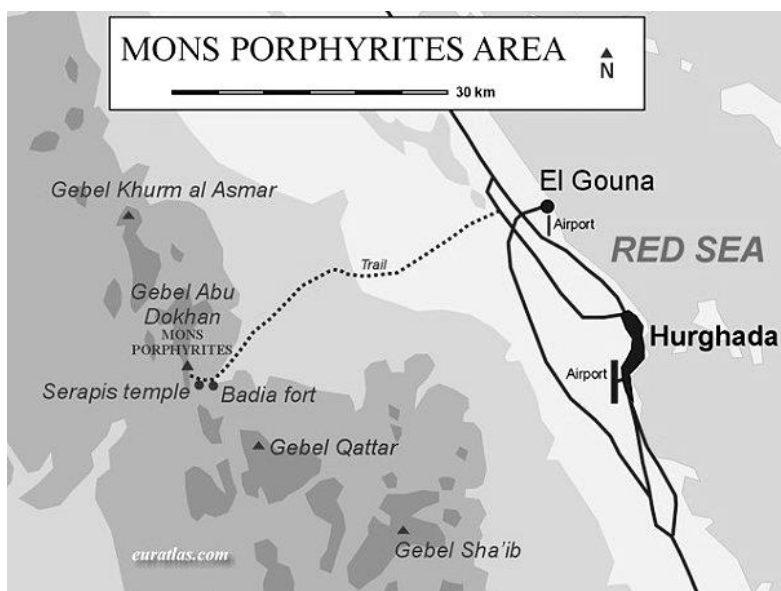 MONS PORPHYRITES AREA
N
30 km
Gebel Khurm al Asmar
El Gouna
Airport
RED SEA
Trail
Gebel Abu
Dokhan
MONS
PORPHYRITES
Hurghada
Airport
Serapis temple
Badia fort
Gebel Qattar
Gebel Sha'ib
euratlas.com